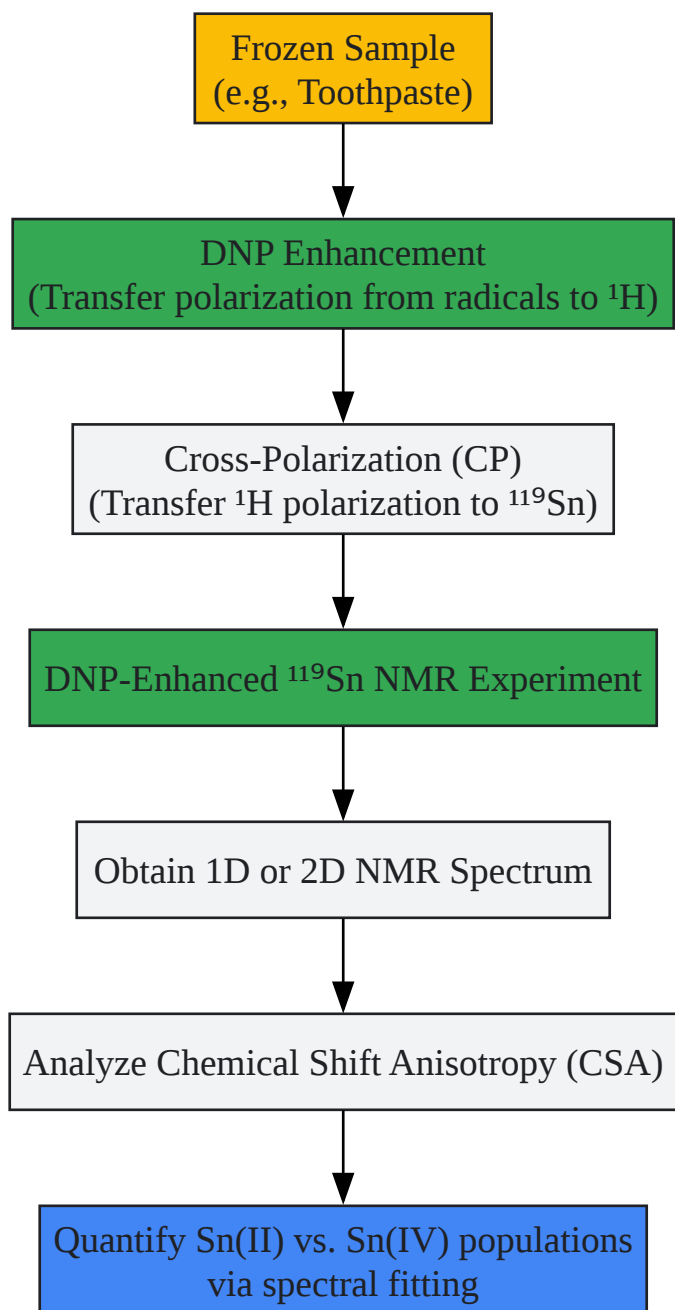 Frozen Sample
(e.g., Toothpaste)
DNP Enhancement
(Transfer polarization from radicals to ¹H)
Cross-Polarization (CP)
(Transfer ¹H polarization to ¹¹⁹Sn)
DNP-Enhanced ¹¹⁹Sn NMR Experiment
Obtain 1D or 2D NMR Spectrum
Analyze Chemical Shift Anisotropy (CSA)
Quantify Sn(II) vs. Sn(IV) populations
via spectral fitting